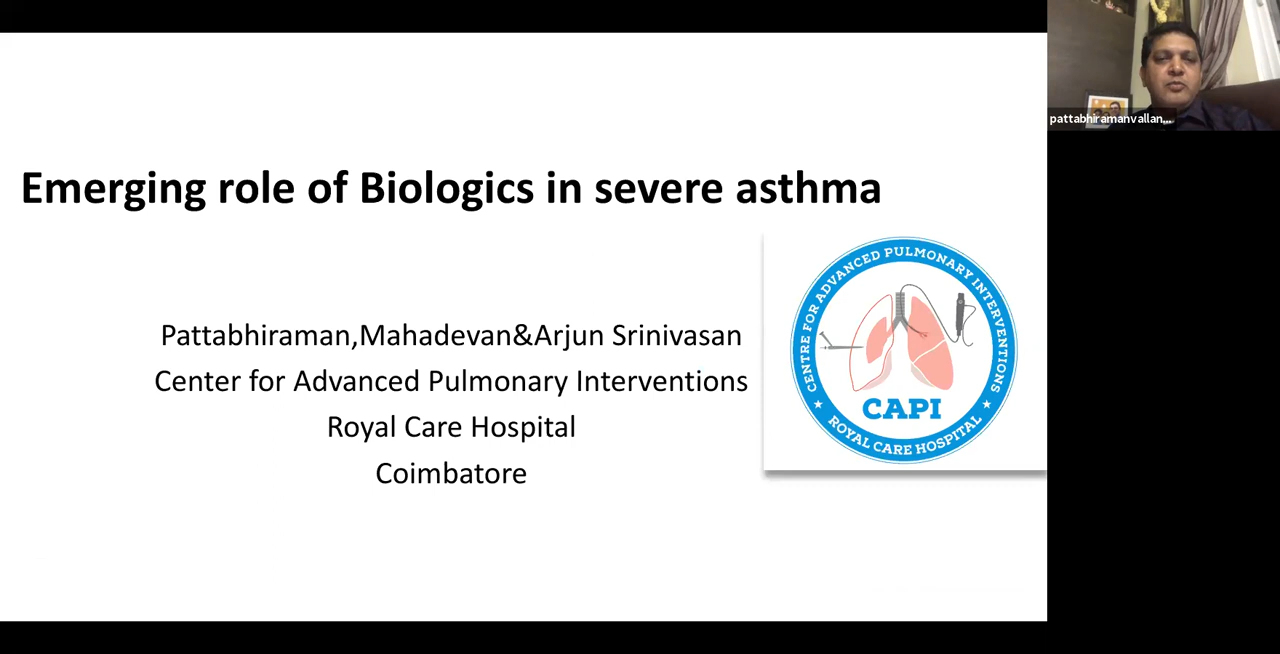 Emerging role of Biologics in severe asthma
Pattabhiraman,Mahadevan&Arjun Srinivasan
Center for Advanced Pulmonary Interventions
Royal Care Hospital
Coimbatore
CENTRE FOR ADVANCED PULMONARY INTERVENTIONS
CAPI
★ ROYAL CARE HOSPITAL ★
pattabhiramanvallan...